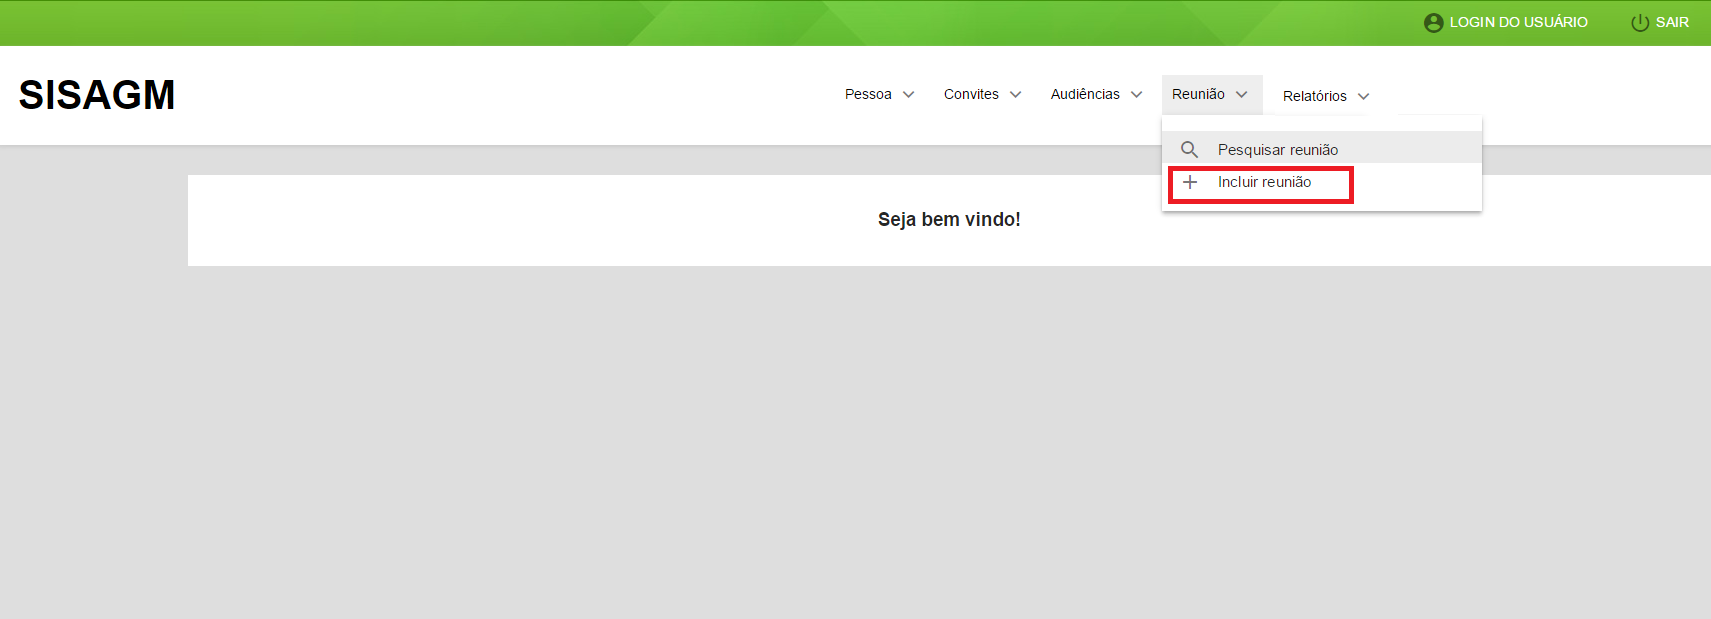 LOGIN DO USUÁRIO SAIR
SISAGM
Pessoa Convites Audiências Reunião Relatórios
Pesquisar reunião
Incluir reunião
Seja bem vindo!